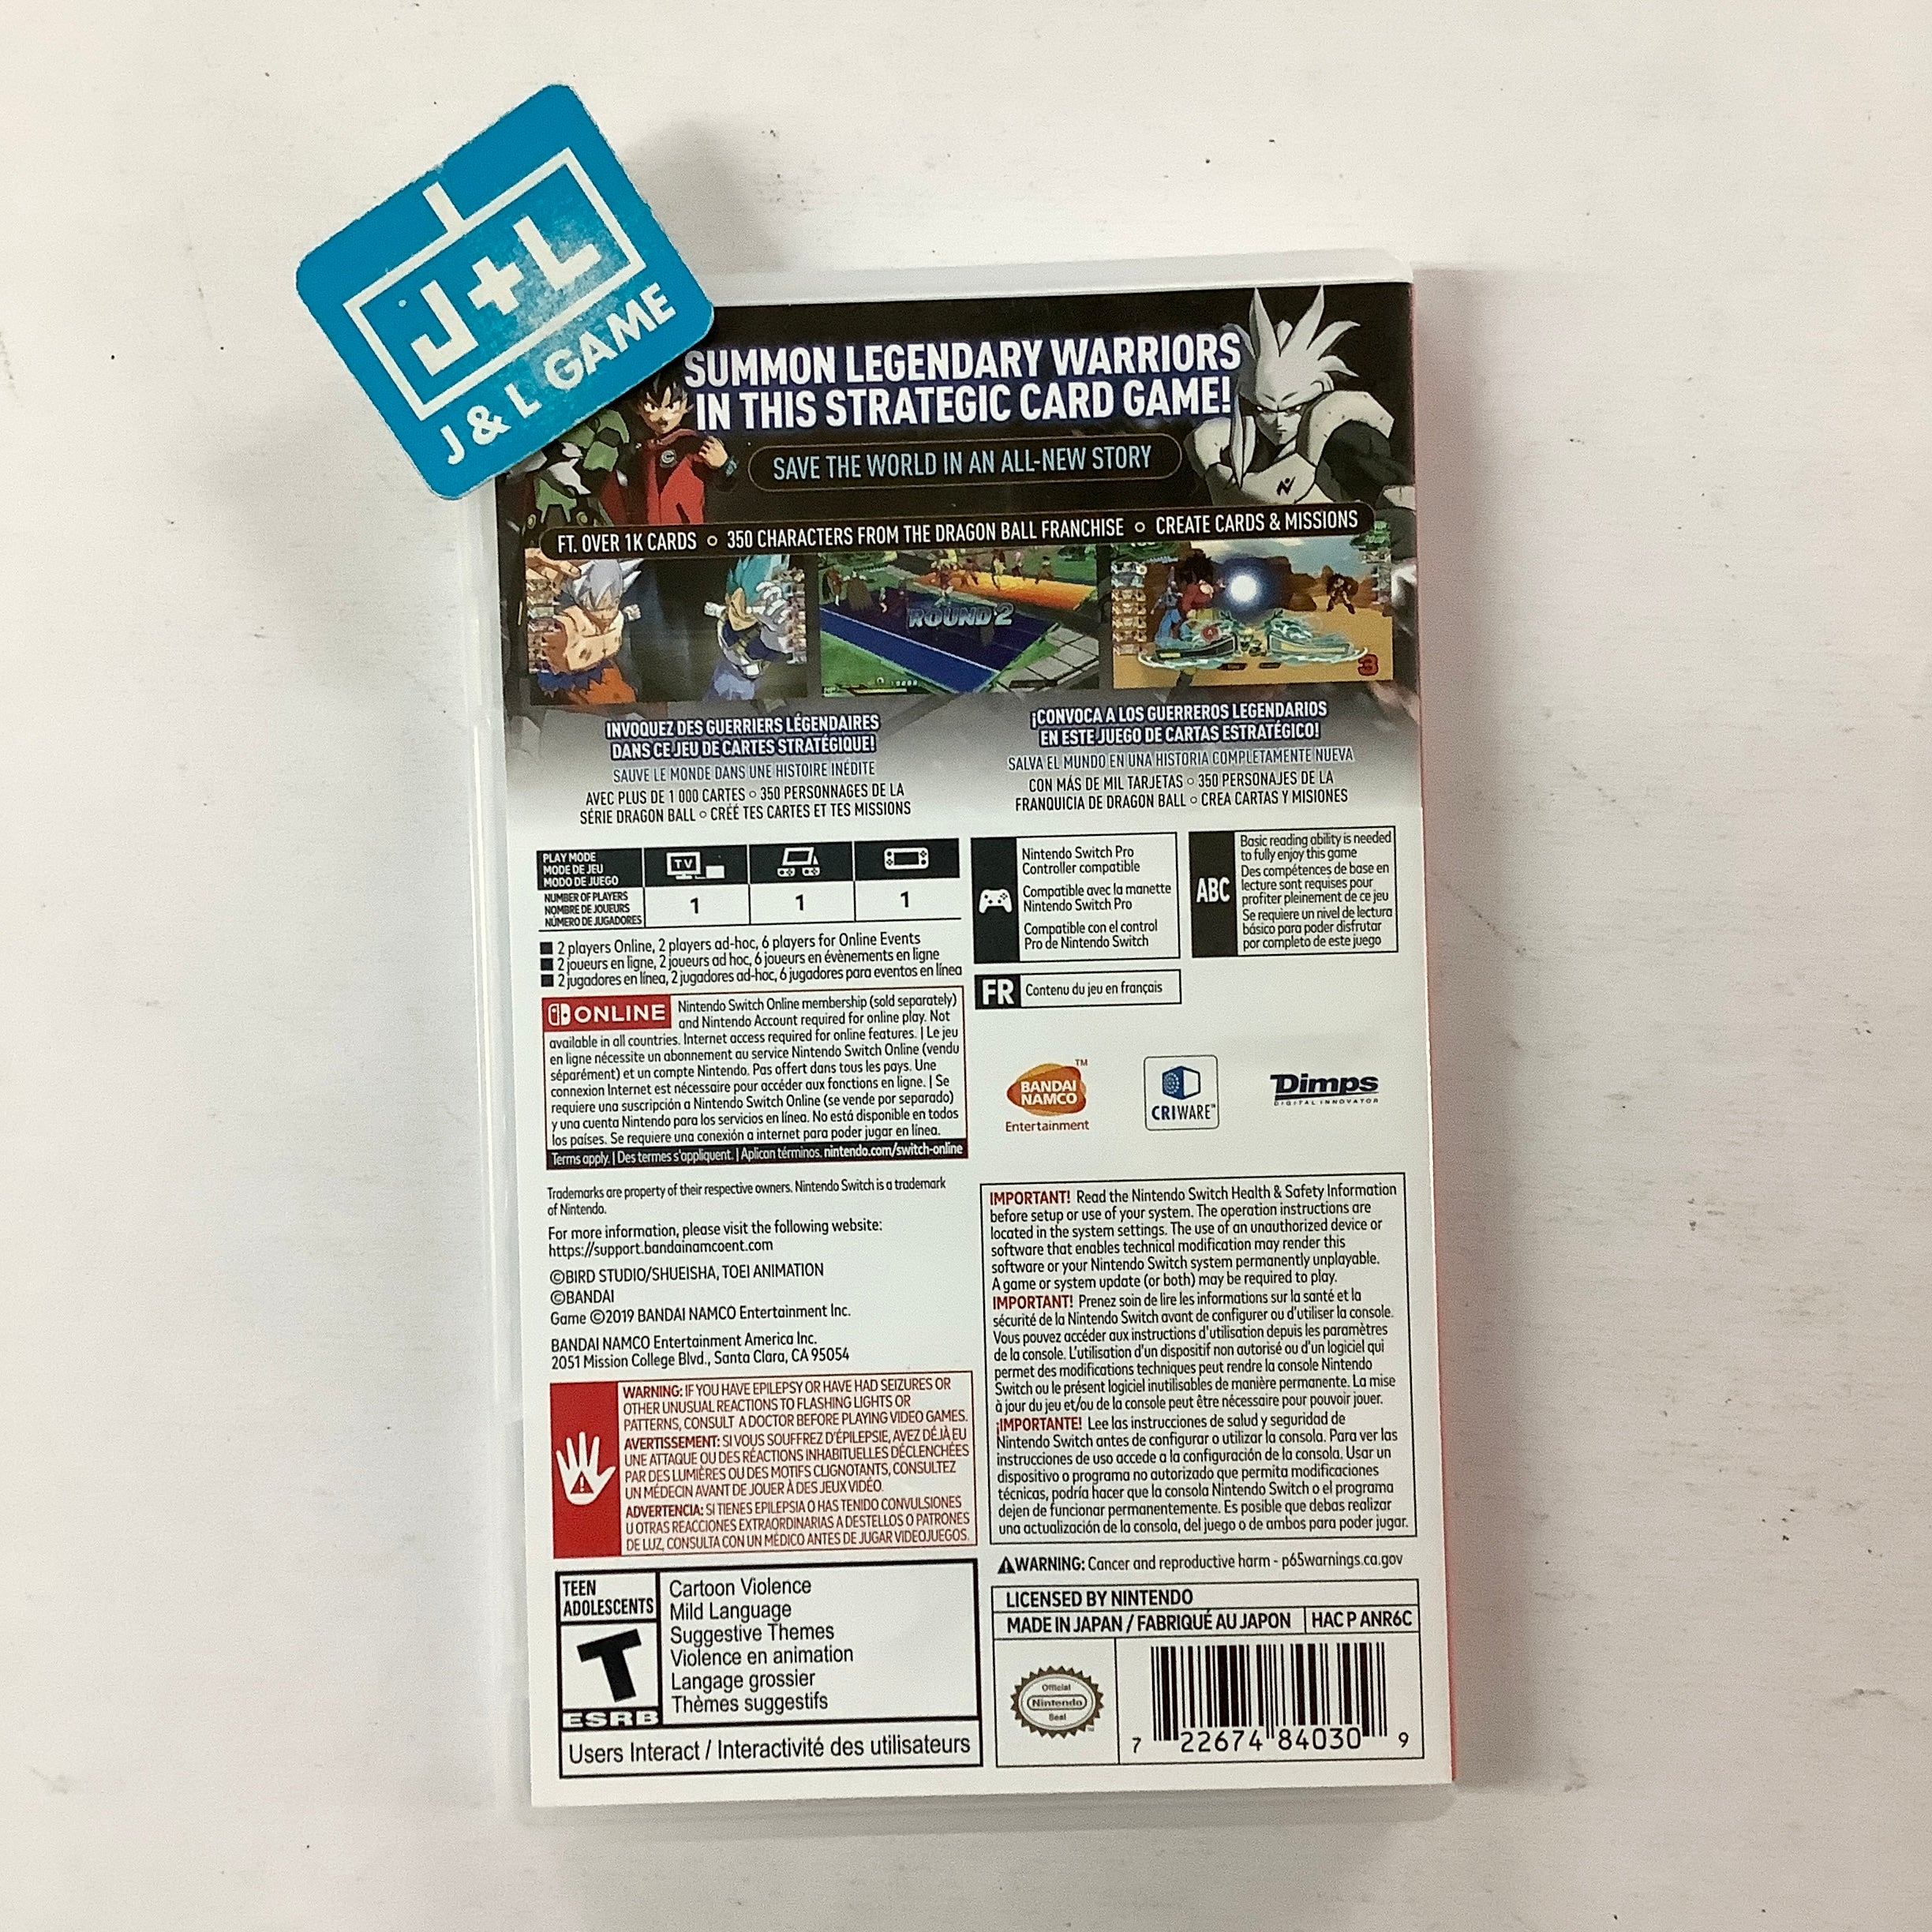 J+L
J & L GAME
SUMMON LEGENDARY WARRIORS
IN THIS STRATEGIC CARD GAME!
SAVE THE WORLD IN AN ALL-NEW STORY
FT. OVER 1K CARDS ○ 350 CHARACTERS FROM THE DRAGON BALL FRANCHISE ○ CREATE CARDS & MISSIONS
ROUND 2
3
INVOQUEZ DES GUERRIERS LÉGENDAIRES
DANS CE JEU DE CARTES STRATÉGIQUE!
SAUVE LE MONDE DANS UNE HISTOIRE INÉDITE
AVEC PLUS DE 1 000 CARTES ○ 350 PERSONNAGES DE LA
SÉRIE DRAGON BALL ○ CRÉÉ TES CARTES ET TES MISSIONS
¡CONVOCA A LOS GUERREROS LEGENDARIOS
EN ESTE JUEGO DE CARTAS ESTRATÉGICO!
SALVA EL MUNDO EN UNA HISTORIA COMPLETAMENTE NUEVA
CON MÁS DE MIL TARJETAS ○ 350 PERSONAJES DE LA
FRANQUICIA DE DRAGON BALL ○ CREA CARTAS Y MISIONES
PLAY MODE
MODE DE JEU
MODO DE JUEGO
TV
NUMBER OF PLAYERS
NOMBRE DE JOUEURS
NÚMERO DE JUGADORES
1 1 1
■ 2 players Online, 2 players ad-hoc, 6 players for Online Events
■ 2 joueurs en ligne, 2 joueurs ad hoc, 6 joueurs en évènements en ligne
■ 2 jugadores en línea, 2 jugadores ad-hoc, 6 jugadores para eventos en línea
Nintendo Switch Pro
Controller compatible
Compatible avec la manette
Nintendo Switch Pro
Compatible con el control
Pro de Nintendo Switch
ABC
Basic reading ability is needed
to fully enjoy this game
Des compétences de base en
lecture sont requises pour
profiter pleinement de ce jeu
Se requiere un nivel de lectura
básico para poder disfrutar
por completo de este juego
FR Contenu du jeu en français
ONLINE
Nintendo Switch Online membership (sold separately)
and Nintendo Account required for online play. Not
available in all countries. Internet access required for online features. | Le jeu
en ligne nécessite un abonnement au service Nintendo Switch Online (vendu
séparément) et un compte Nintendo. Pas offert dans tous les pays. Une
connexion Internet est nécessaire pour accéder aux fonctions en ligne. | Se
requiere una suscripción a Nintendo Switch Online (se vende por separado)
y una cuenta Nintendo para los servicios en línea. No está disponible en todos
los países. Se requiere una conexión a internet para poder jugar en línea.
Terms apply. | Des termes s'appliquent. | Aplican términos. nintendo.com/switch-online
BANDAI
NAMCO
™
Entertainment
CRIWARE™
Dimps
DIGITAL INNOVATOR
Trademarks are property of their respective owners. Nintendo Switch is a trademark
of Nintendo.
For more information, please visit the following website:
https://support.bandainamcoent.com
©BIRD STUDIO/SHUEISHA, TOEI ANIMATION
©BANDAI
Game ©2019 BANDAI NAMCO Entertainment Inc.
BANDAI NAMCO Entertainment America Inc.
2051 Mission College Blvd., Santa Clara, CA 95054
WARNING: IF YOU HAVE EPILEPSY OR HAVE HAD SEIZURES OR
OTHER UNUSUAL REACTIONS TO FLASHING LIGHTS OR
PATTERNS, CONSULT A DOCTOR BEFORE PLAYING VIDEO GAMES.
AVERTISSEMENT: SI VOUS SOUFFREZ D'ÉPILEPSIE, AVEZ DÉJÀ EU
UNE ATTAQUE OU DES RÉACTIONS INHABITUELLES DÉCLENCHÉES
PAR DES LUMIÈRES OU DES MOTIFS CLIGNOTANTS, CONSULTEZ
UN MÉDECIN AVANT DE JOUER À DES JEUX VIDÉO.
ADVERTENCIA: SI TIENES EPILEPSIA O HAS TENIDO CONVULSIONES
U OTRAS REACCIONES EXTRAORDINARIAS A DESTELLOS O PATRONES
DE LUZ, CONSULTA CON UN MÉDICO ANTES DE JUGAR VIDEOJUEGOS.
IMPORTANT! Read the Nintendo Switch Health & Safety Information
before setup or use of your system. The operation instructions are
located in the system settings. The use of an unauthorized device or
software that enables technical modification may render this
software or your Nintendo Switch system permanently unplayable.
A game or system update (or both) may be required to play.
IMPORTANT! Prenez soin de lire les informations sur la santé et la
sécurité de la Nintendo Switch avant de configurer ou d'utiliser la console.
Vous pouvez accéder aux instructions d'utilisation depuis les paramètres
de la console. L'utilisation d'un dispositif non autorisé ou d'un logiciel qui
permet des modifications techniques peut rendre la console Nintendo
Switch ou le présent logiciel inutilisables de manière permanente. La mise
à jour du jeu et/ou de la console peut être nécessaire pour pouvoir jouer.
¡IMPORTANTE! Lee las instrucciones de salud y seguridad de
Nintendo Switch antes de configurar o utilizar la consola. Para ver las
instrucciones de uso accede a la configuración de la consola. Usar un
dispositivo o programa no autorizado que permita modificaciones
técnicas, podría hacer que la consola Nintendo Switch o el programa
dejen de funcionar permanentemente. Es posible que debas realizar
una actualización de la consola, del juego o de ambos para poder jugar.
WARNING: Cancer and reproductive harm - p65warnings.ca.gov
TEEN
ADOLESCENTS
T
ESRB
Cartoon Violence
Mild Language
Suggestive Themes
Violence en animation
Langage grossier
Thèmes suggestifs
Users Interact / Interactivité des utilisateurs
LICENSED BY NINTENDO
MADE IN JAPAN / FABRIQUÉ AU JAPON HAC P ANR6C
Official
Nintendo
Seal
7 22674 84030 9